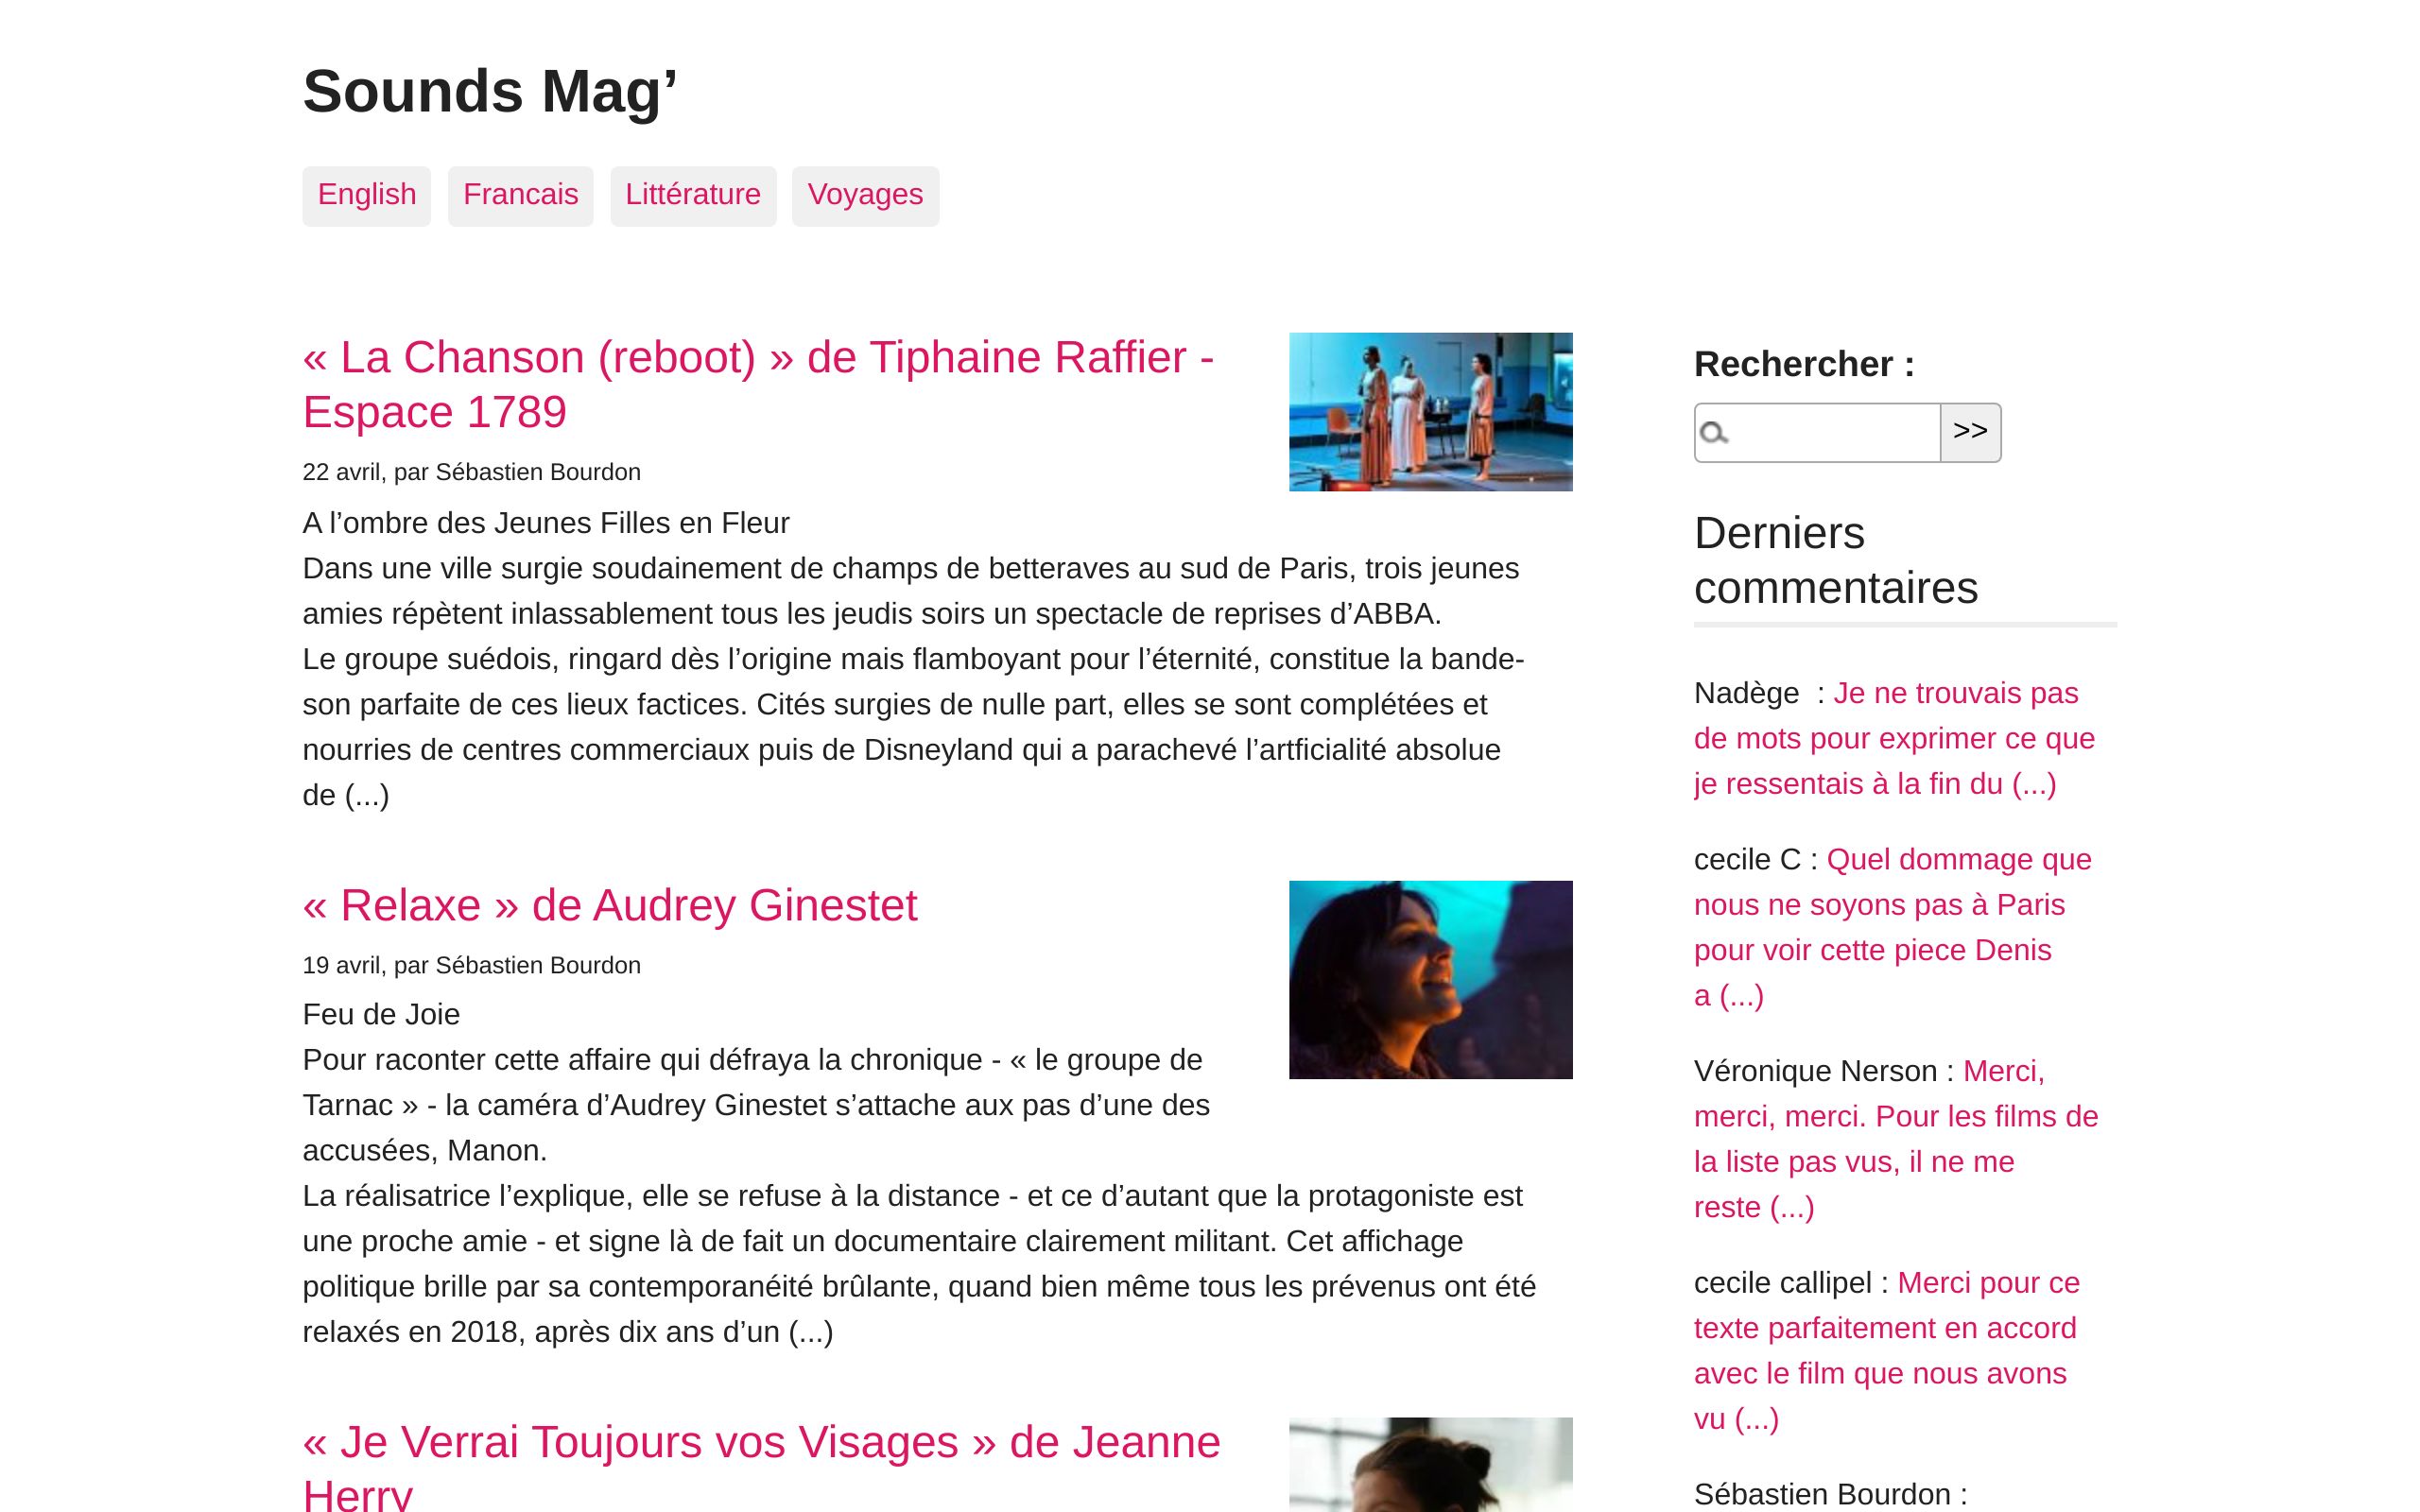 Sounds Mag’
English Francais Littérature Voyages
« La Chanson (reboot) » de Tiphaine Raffier -
Espace 1789
22 avril, par Sébastien Bourdon
A l’ombre des Jeunes Filles en Fleur
Dans une ville surgie soudainement de champs de betteraves au sud de Paris, trois jeunes
amies répètent inlassablement tous les jeudis soirs un spectacle de reprises d’ABBA.
Le groupe suédois, ringard dès l’origine mais flamboyant pour l’éternité, constitue la bande-
son parfaite de ces lieux factices. Cités surgies de nulle part, elles se sont complétées et
nourries de centres commerciaux puis de Disneyland qui a parachevé l’artficialité absolue
de (...)
« Relaxe » de Audrey Ginestet
19 avril, par Sébastien Bourdon
Feu de Joie
Pour raconter cette affaire qui défraya la chronique - « le groupe de
Tarnac » - la caméra d’Audrey Ginestet s’attache aux pas d’une des
accusées, Manon.
La réalisatrice l’explique, elle se refuse à la distance - et ce d’autant que la protagoniste est
une proche amie - et signe là de fait un documentaire clairement militant. Cet affichage
politique brille par sa contemporanéité brûlante, quand bien même tous les prévenus ont été
relaxés en 2018, après dix ans d’un (...)
« Je Verrai Toujours vos Visages » de Jeanne
Herry
Rechercher :
>>
Derniers
commentaires
Nadège  : Je ne trouvais pas
de mots pour exprimer ce que
je ressentais à la fin du (...)
cecile C : Quel dommage que
nous ne soyons pas à Paris
pour voir cette piece Denis
a (...)
Véronique Nerson : Merci,
merci, merci. Pour les films de
la liste pas vus, il ne me
reste (...)
cecile callipel : Merci pour ce
texte parfaitement en accord
avec le film que nous avons
vu (...)
Sébastien Bourdon :